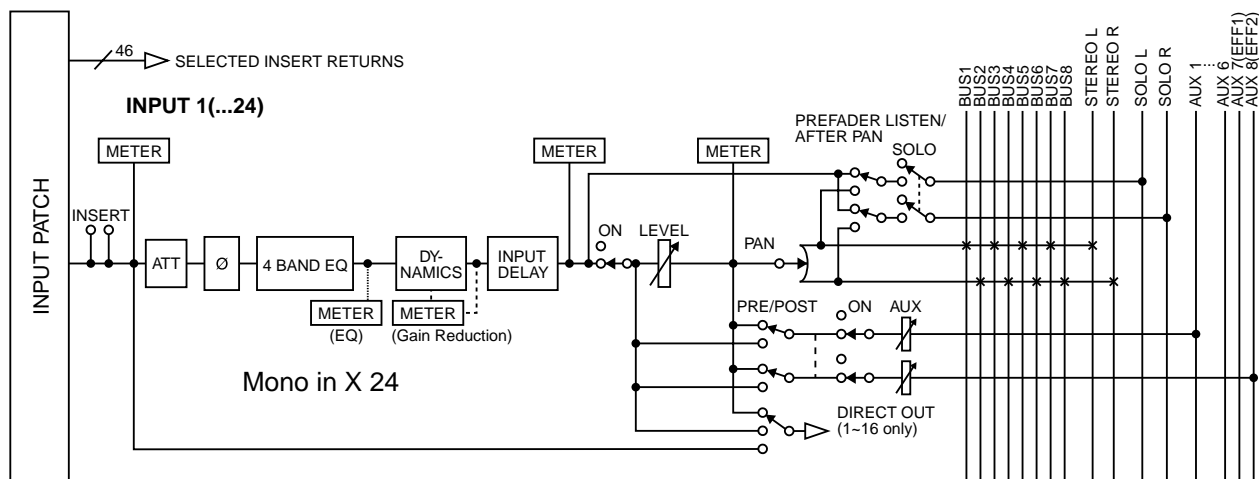 INPUT PATCH
46
SELECTED INSERT RETURNS
INPUT 1(...24)
METER
METER
METER
INSERT
ATT
Ø
4 BAND EQ
DY-
NAMICS
INPUT
DELAY
METER
(EQ)
METER
(Gain Reduction)
ON
LEVEL
PAN
PREFADER LISTEN/
AFTER PAN
SOLO
PRE/POST
ON
AUX
DIRECT OUT
(1~16 only)
Mono in X 24
BUS1
BUS2
BUS3
BUS4
BUS5
BUS6
BUS7
BUS8
STEREO L
STEREO R
SOLO L
SOLO R
AUX 1
AUX 6
AUX 7(EFF1)
AUX 8(EFF2)